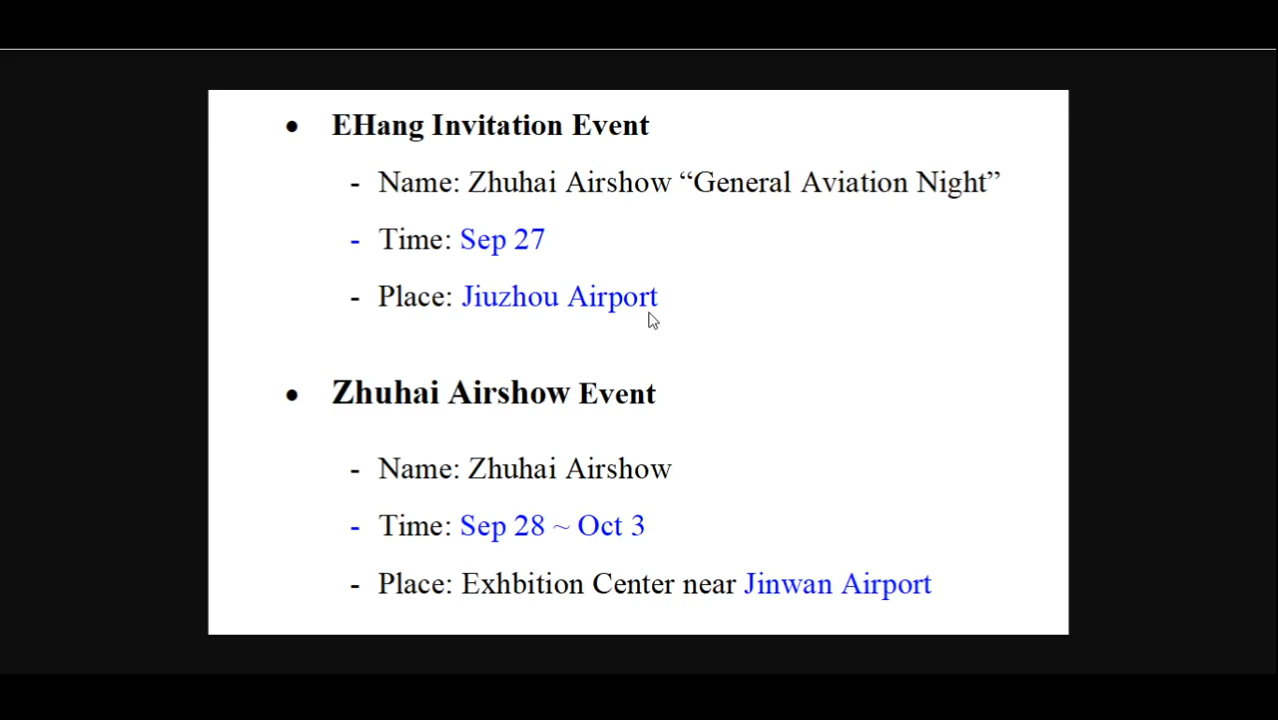 • EHang Invitation Event
- Name: Zhuhai Airshow “General Aviation Night”
- Time: Sep 27
- Place: Jiuzhou Airport
• Zhuhai Airshow Event
- Name: Zhuhai Airshow
- Time: Sep 28 ~ Oct 3
- Place: Exhbition Center near Jinwan Airport